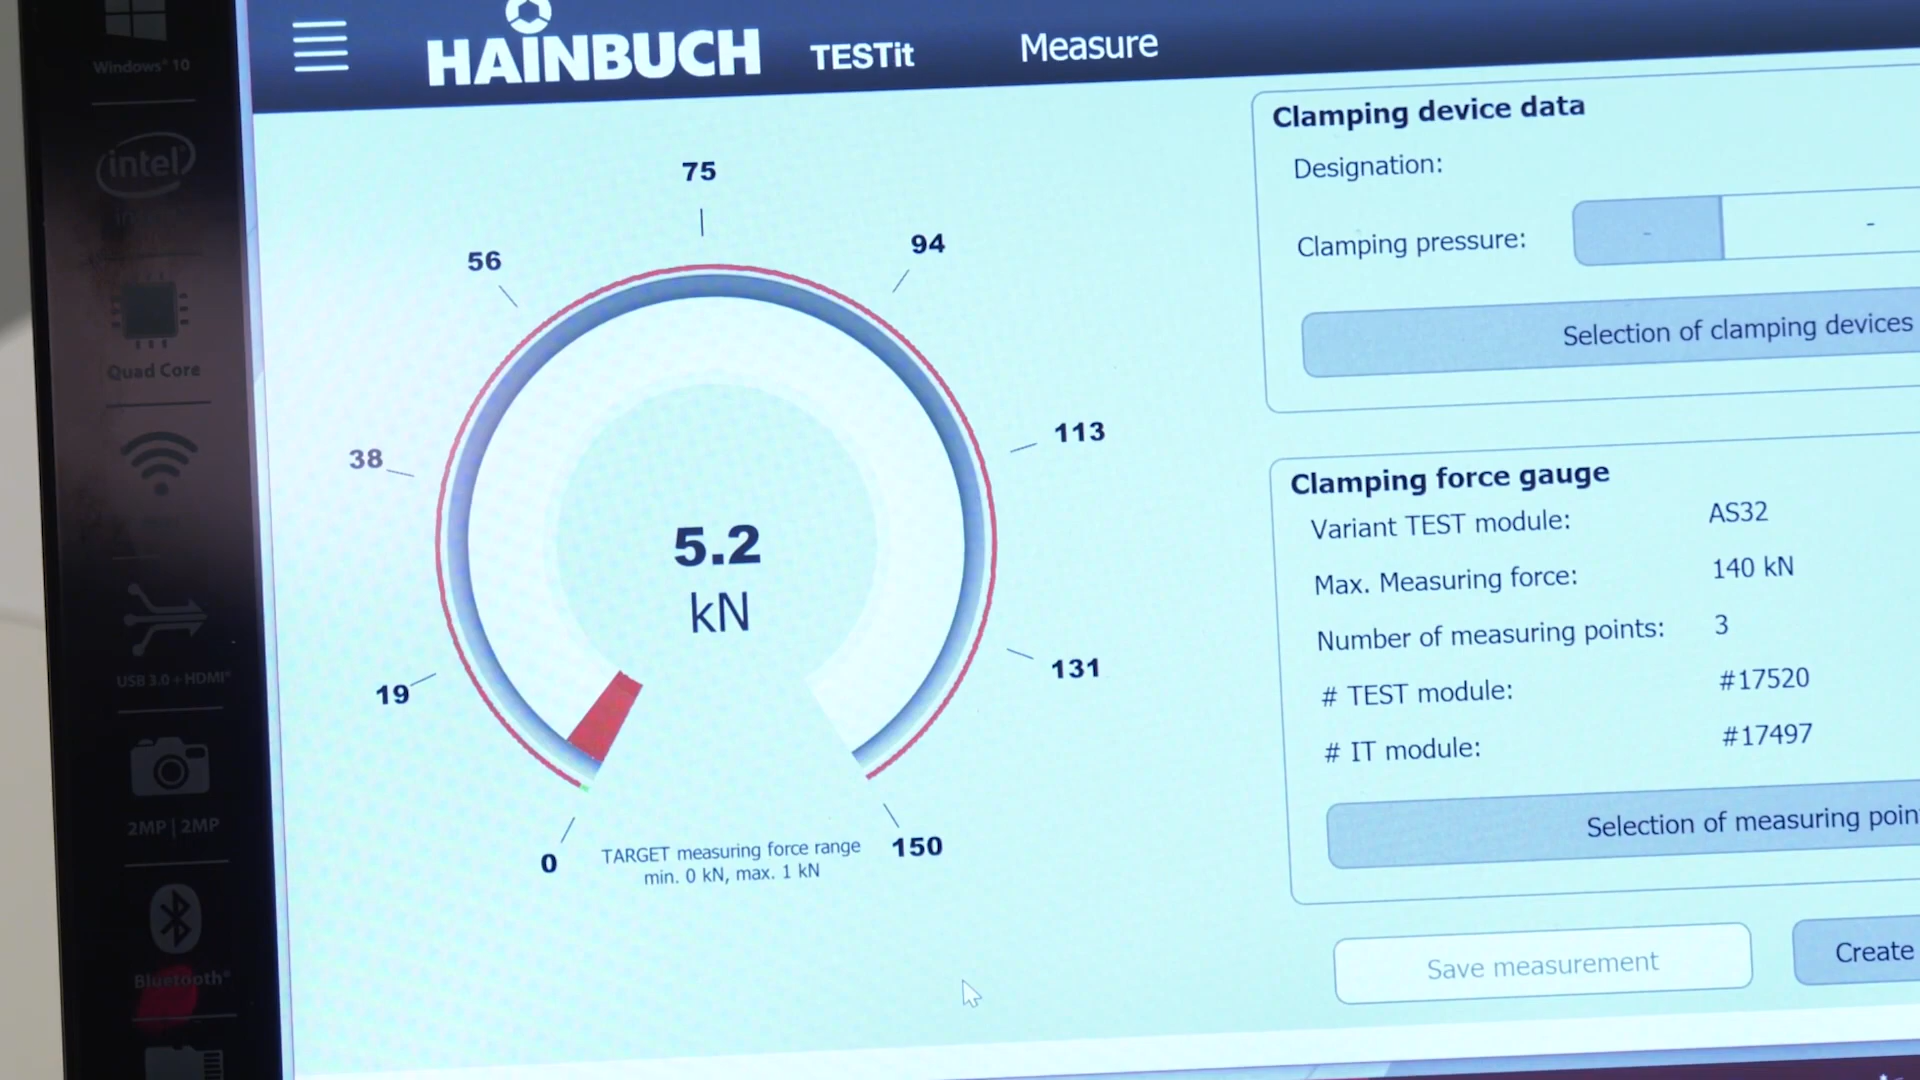 Windows® 10
intel
inside
Quad Core
USB 3.0 + HDMI®
2MP | 2MP
Bluetooth®
HAINBUCH TESTit Measure
75
56
94
38
113
19
131
0
150
5.2
kN
TARGET measuring force range
min. 0 kN, max. 1 kN
Clamping device data
Designation:
Clamping pressure: - -
Selection of clamping devices
Clamping force gauge
Variant TEST module: AS32
Max. Measuring force: 140 kN
Number of measuring points: 3
# TEST module: #17520
# IT module: #17497
Selection of measuring poin
Save measurement
Create